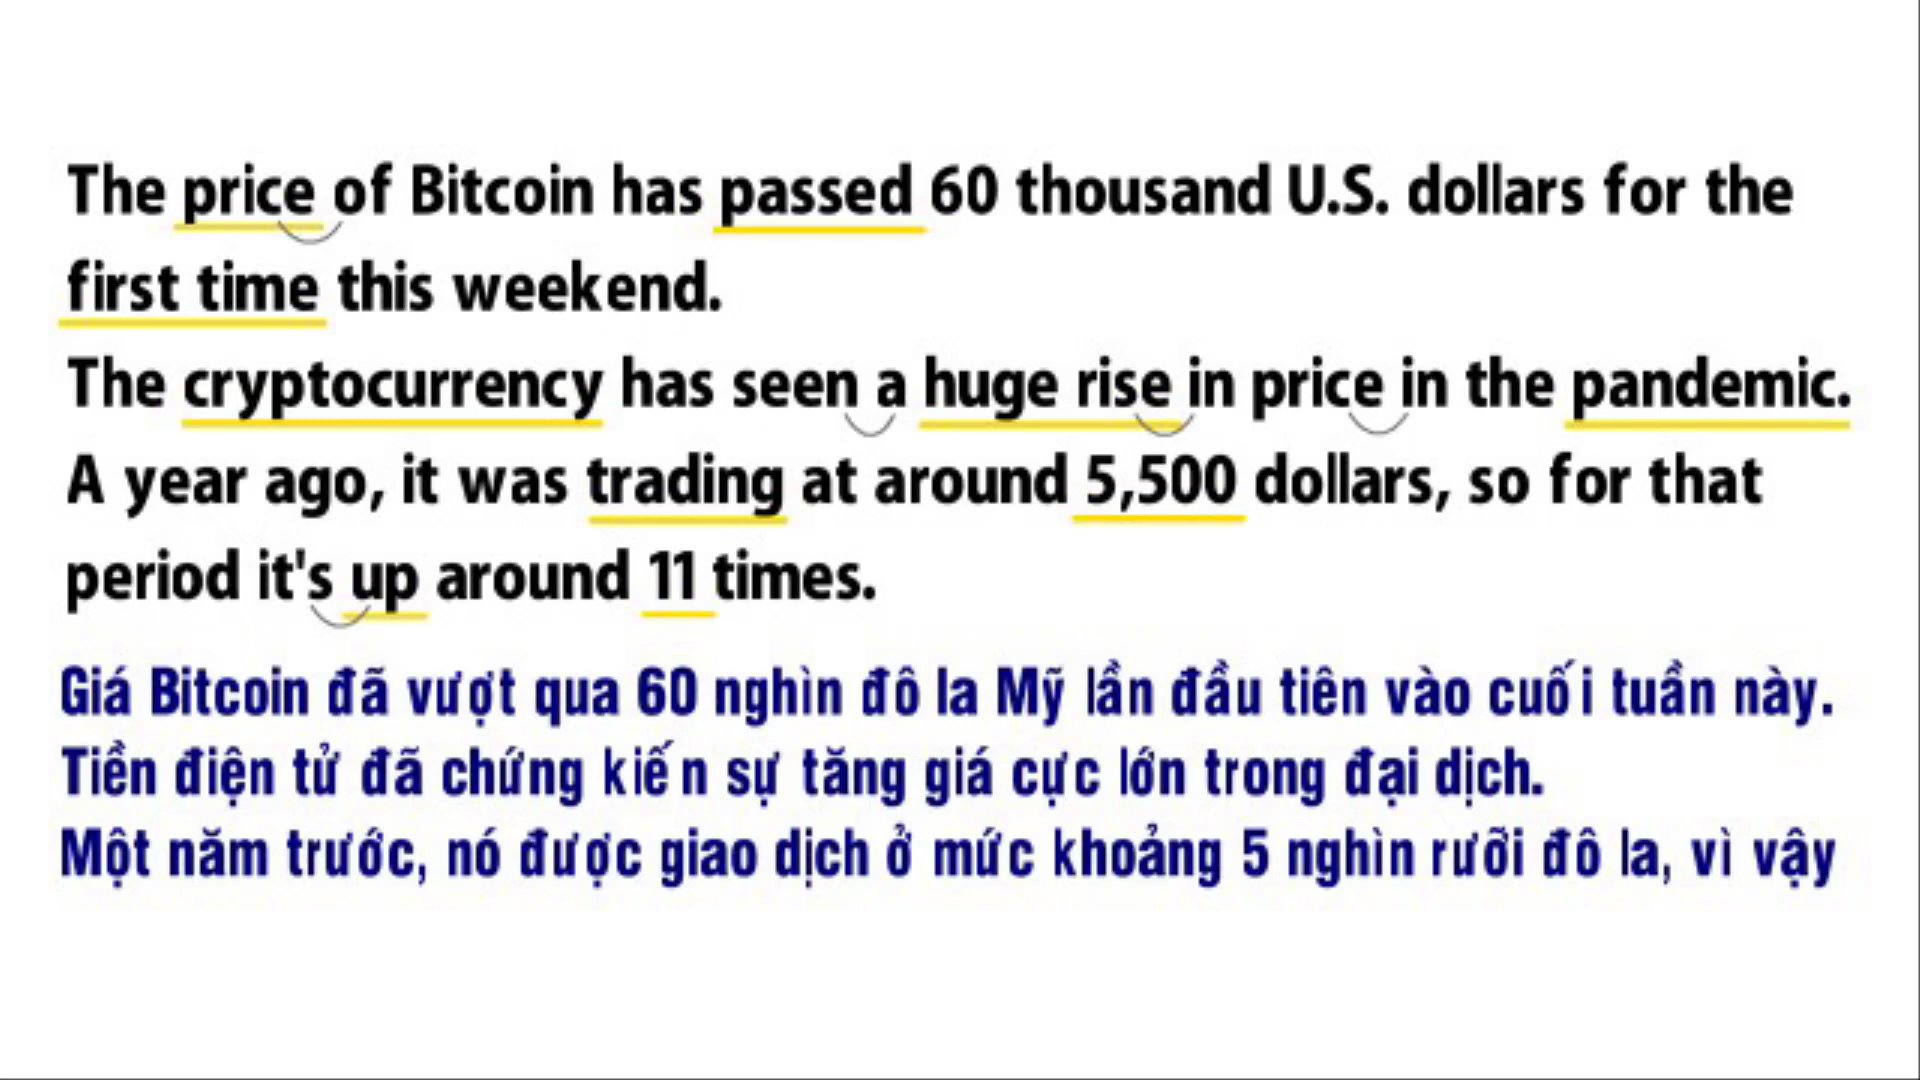 The price of Bitcoin has passed 60 thousand U.S. dollars for the
first time this weekend.
The cryptocurrency has seen a huge rise in price in the pandemic.
A year ago, it was trading at around 5,500 dollars, so for that
period it's up around 11 times.
Giá Bitcoin đã vượt qua 60 nghìn đô la Mỹ lần đầu tiên vào cuối tuần này.
Tiền điện tử đã chứng kiến sự tăng giá cực lớn trong đại dịch.
Một năm trước, nó được giao dịch ở mức khoảng 5 nghìn rưỡi đô la, vì vậy